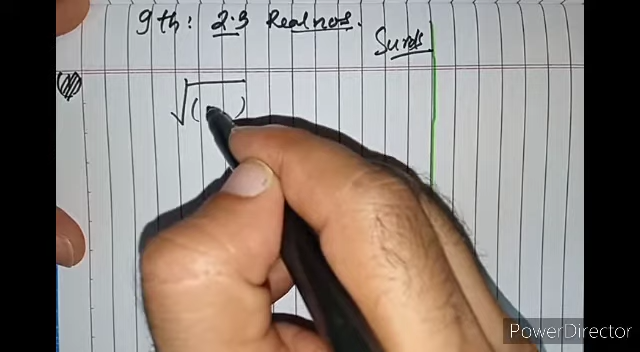 9th: 2.3 Real nos.
Surds
√( )
PowerDirector